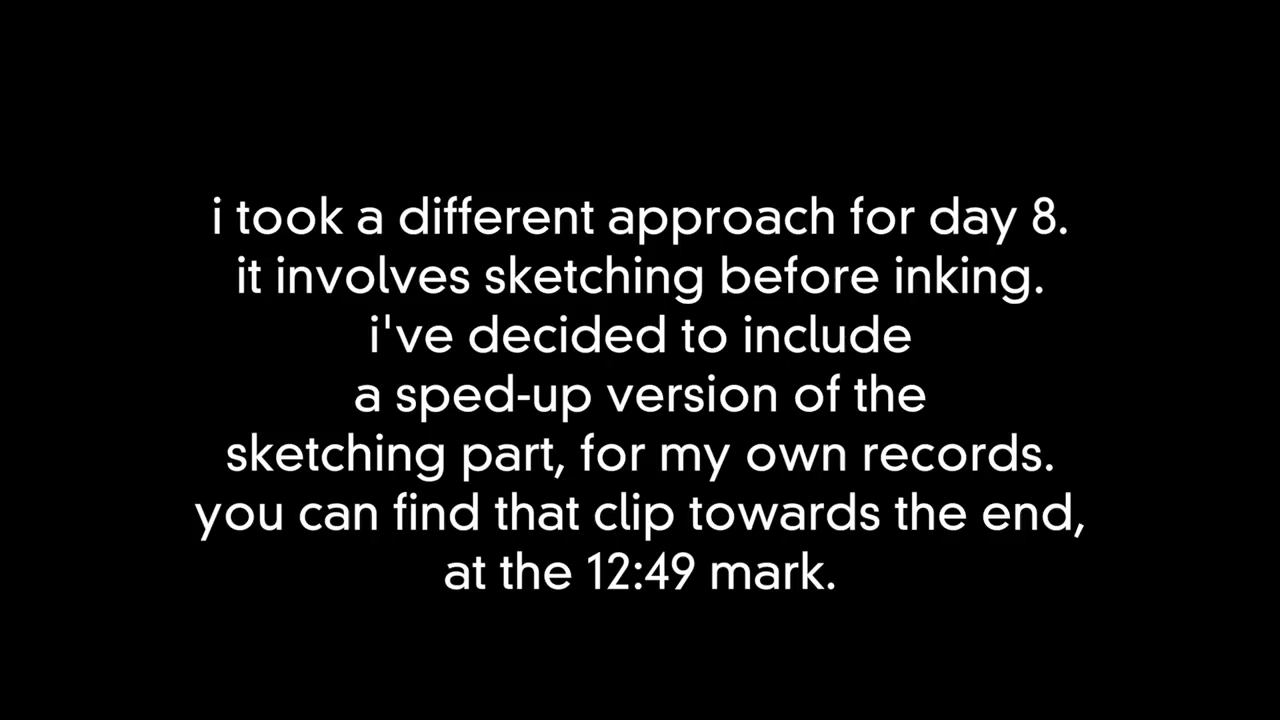 i took a different approach for day 8.
it involves sketching before inking.
i've decided to include
a sped-up version of the
sketching part, for my own records.
you can find that clip towards the end,
at the 12:49 mark.